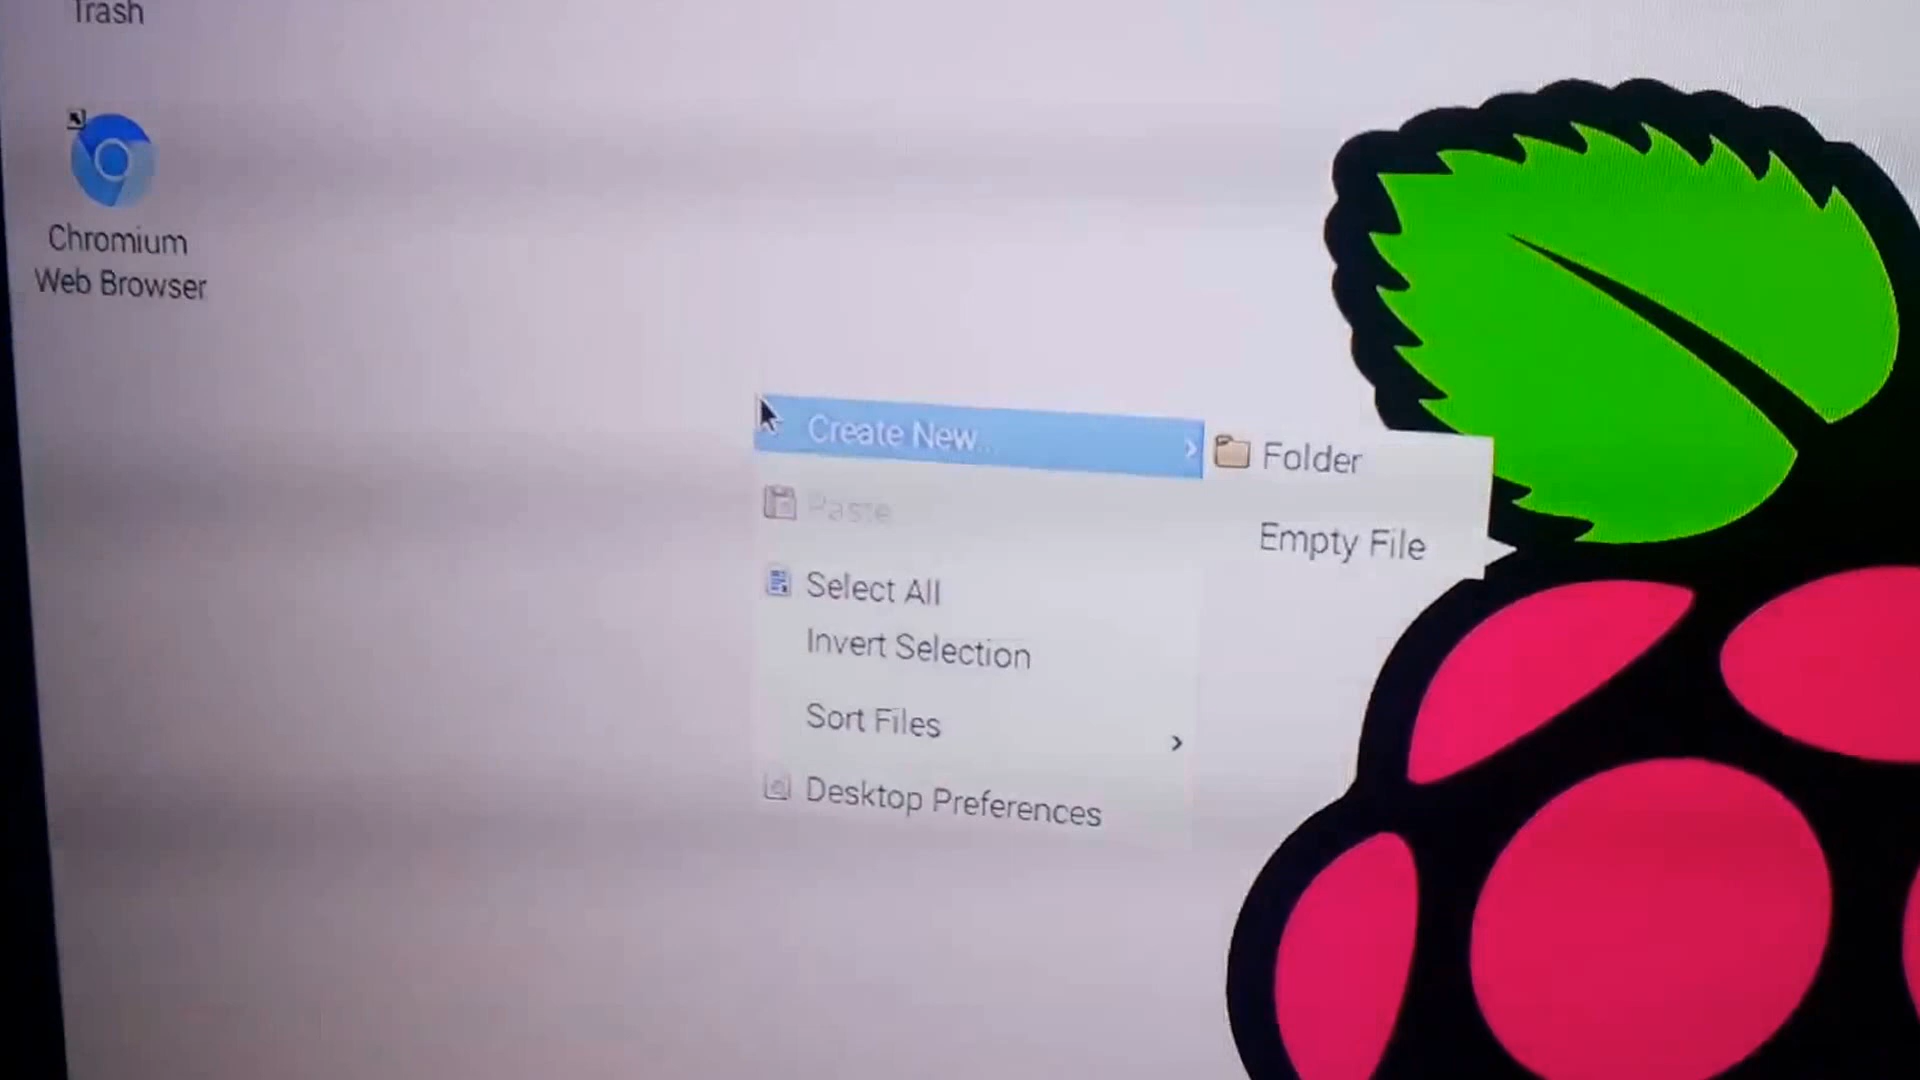 Trash
Chromium
Web Browser
Create New...
Folder
Paste
Empty File
Select All
Invert Selection
Sort Files
Desktop Preferences